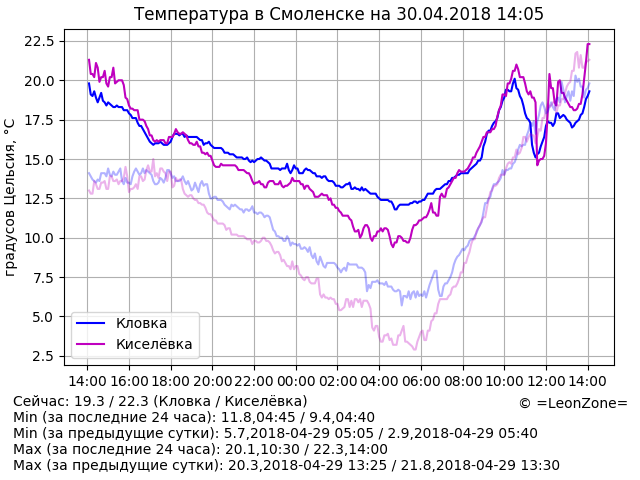 Температура в Смоленске на 30.04.2018 14:05
градусов Цельсия, °C
22.5
20.0
17.5
15.0
12.5
10.0
7.5
5.0
2.5
Кловка
Киселёвка
14:00 16:00 18:00 20:00 22:00 00:00 02:00 04:00 06:00 08:00 10:00 12:00 14:00
Сейчас: 19.3 / 22.3 (Кловка / Киселёвка)
© =LeonZone=
Min (за последние 24 часа): 11.8,04:45 / 9.4,04:40
Min (за предыдущие сутки): 5.7,2018-04-29 05:05 / 2.9,2018-04-29 05:40
Max (за последние 24 часа): 20.1,10:30 / 22.3,14:00
Max (за предыдущие сутки): 20.3,2018-04-29 13:25 / 21.8,2018-04-29 13:30